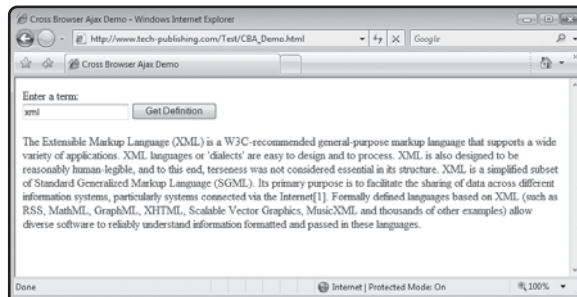 Cross Browser Ajax Demo - Windows Internet Explorer
http://www.tech-publishing.com/Test/CBA_Demo.html
Google
Cross Browser Ajax Demo
Enter a term:
xml Get Definition
The Extensible Markup Language (XML) is a W3C-recommended general-purpose markup language that supports a wide
variety of applications. XML languages or 'dialects' are easy to design and to process. XML is also designed to be
reasonably human-legible, and to this end, terseness was not considered essential in its structure. XML is a simplified subset
of Standard Generalized Markup Language (SGML). Its primary purpose is to facilitate the sharing of data across different
information systems, particularly systems connected via the Internet[1]. Formally defined languages based on XML (such as
RSS, MathML, GraphML, XHTML, Scalable Vector Graphics, MusicXML and thousands of other examples) allow
diverse software to reliably understand information formatted and passed in these languages.
Done Internet | Protected Mode: On 100%